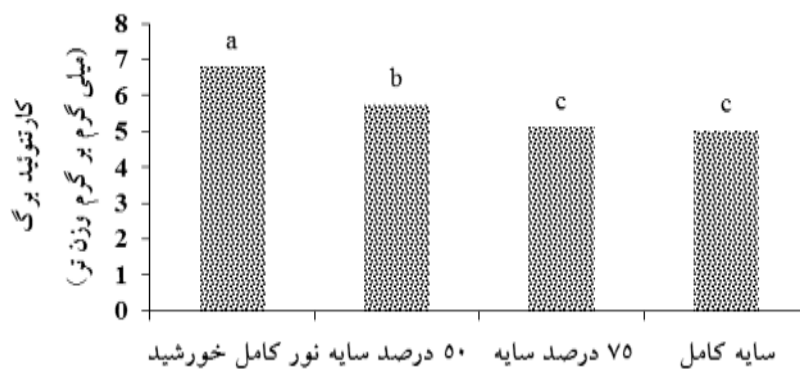 کارتنوئید برگ
(میلی گرم بر گرم وزن تر)
8
7
6
5
4
3
2
1
0
a
b
c
c
نور کامل خورشید
۵۰ درصد سایه
۷۵ درصد سایه
سایه کامل